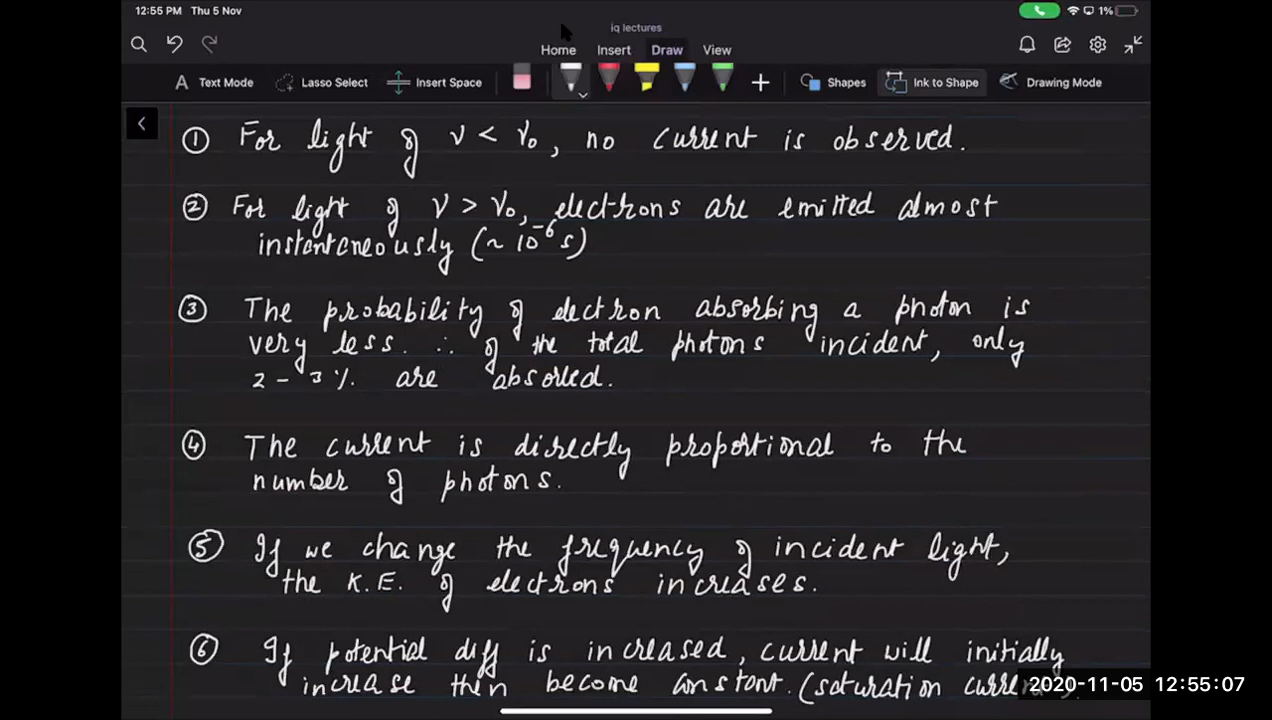 12:55 PM Thu 5 Nov
1%
iq lectures
Home Insert Draw View
Text Mode Lasso Select Insert Space Shapes Ink to Shape Drawing Mode
① For light of ν < ν₀, no current is observed.
② For light of ν > ν₀, electrons are emitted almost
instantaneously (~ 10⁻⁶ s)
③ The probability of electron absorbing a photon is
very less. ∴ of the total photons incident, only
2 - 3 % are absorbed.
④ The current is directly proportional to the
number of photons.
⑤ If we change the frequency of incident light,
the K.E. of electrons increases.
⑥ If potential diff is increased, current will initially
increase then become constant. (saturation current)
2020-11-05 12:55:07